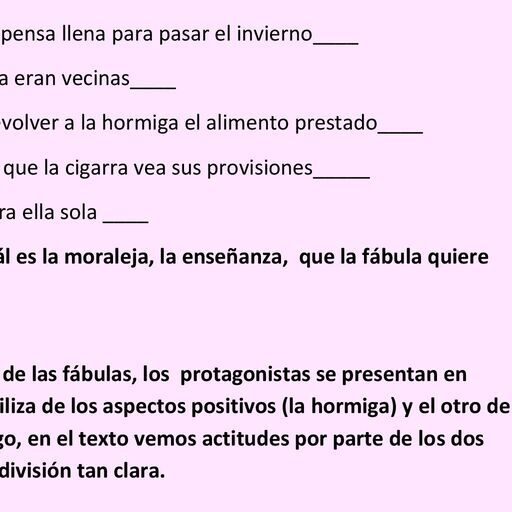 pensa llena para pasar el invierno____
a eran vecinas____
volver a la hormiga el alimento prestado____
que la cigarra vea sus provisiones_____
ra ella sola ____
ál es la moraleja, la enseñanza, que la fábula quiere
de las fábulas, los protagonistas se presentan en
iliza de los aspectos positivos (la hormiga) y el otro de
go, en el texto vemos actitudes por parte de los dos
división tan clara.